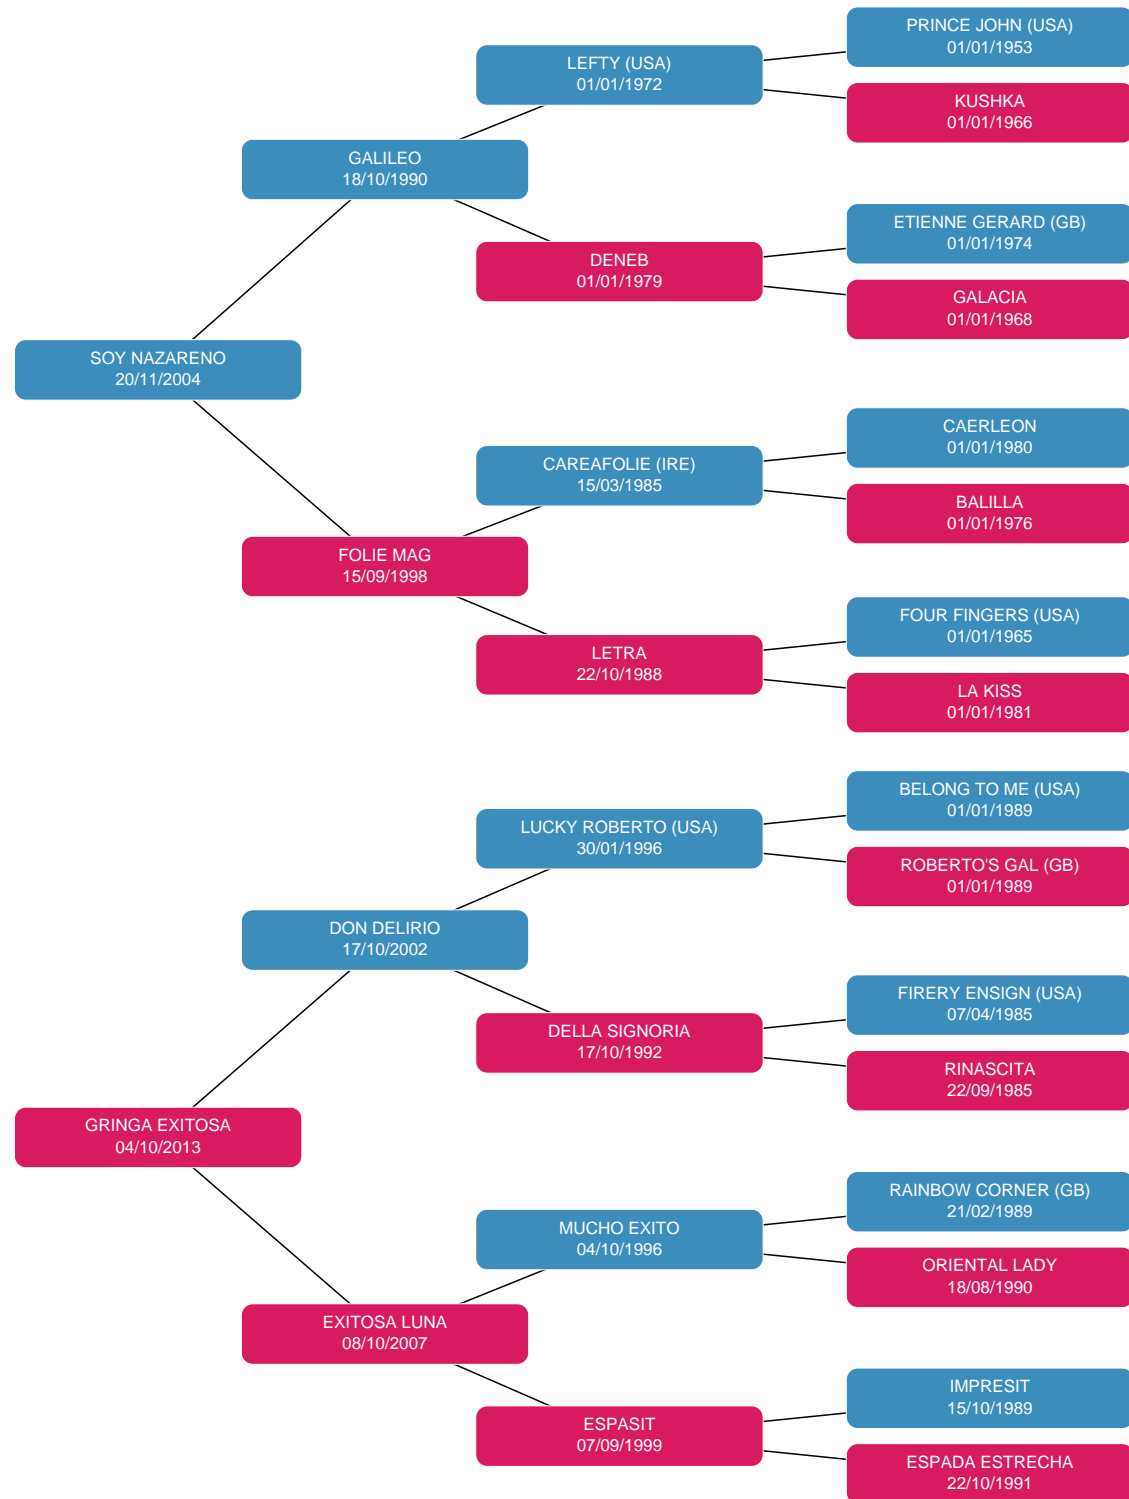 PRINCE JOHN (USA)
01/01/1953
LEFTY (USA)
01/01/1972
KUSHKA
01/01/1966
GALILEO
18/10/1990
ETIENNE GERARD (GB)
01/01/1974
DENEB
01/01/1979
GALACIA
01/01/1968
SOY NAZARENO
20/11/2004
CAERLEON
01/01/1980
CAREAFOLIE (IRE)
15/03/1985
BALILLA
01/01/1976
FOLIE MAG
15/09/1998
FOUR FINGERS (USA)
01/01/1965
LETRA
22/10/1988
LA KISS
01/01/1981
BELONG TO ME (USA)
01/01/1989
LUCKY ROBERTO (USA)
30/01/1996
ROBERTO'S GAL (GB)
01/01/1989
DON DELIRIO
17/10/2002
FIRERY ENSIGN (USA)
07/04/1985
DELLA SIGNORIA
17/10/1992
RINASCITA
22/09/1985
GRINGA EXITOSA
04/10/2013
RAINBOW CORNER (GB)
21/02/1989
MUCHO EXITO
04/10/1996
ORIENTAL LADY
18/08/1990
EXITOSA LUNA
08/10/2007
IMPRESIT
15/10/1989
ESPASIT
07/09/1999
ESPADA ESTRECHA
22/10/1991